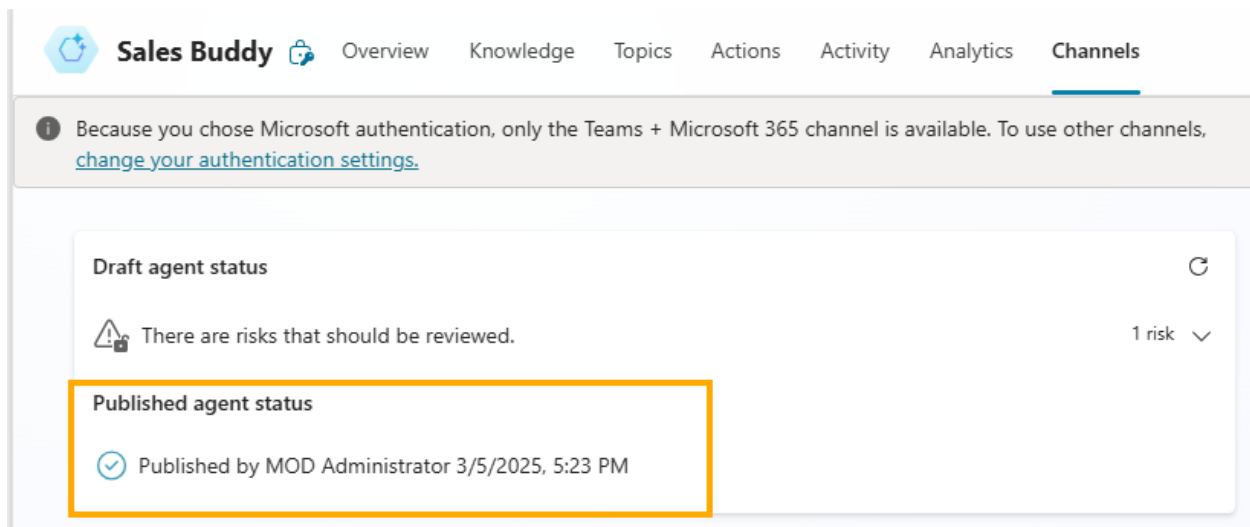 Sales Buddy Overview Knowledge Topics Actions Activity Analytics Channels
Because you chose Microsoft authentication, only the Teams + Microsoft 365 channel is available. To use other channels,
change your authentication settings.
Draft agent status
There are risks that should be reviewed. 1 risk
Published agent status
Published by MOD Administrator 3/5/2025, 5:23 PM